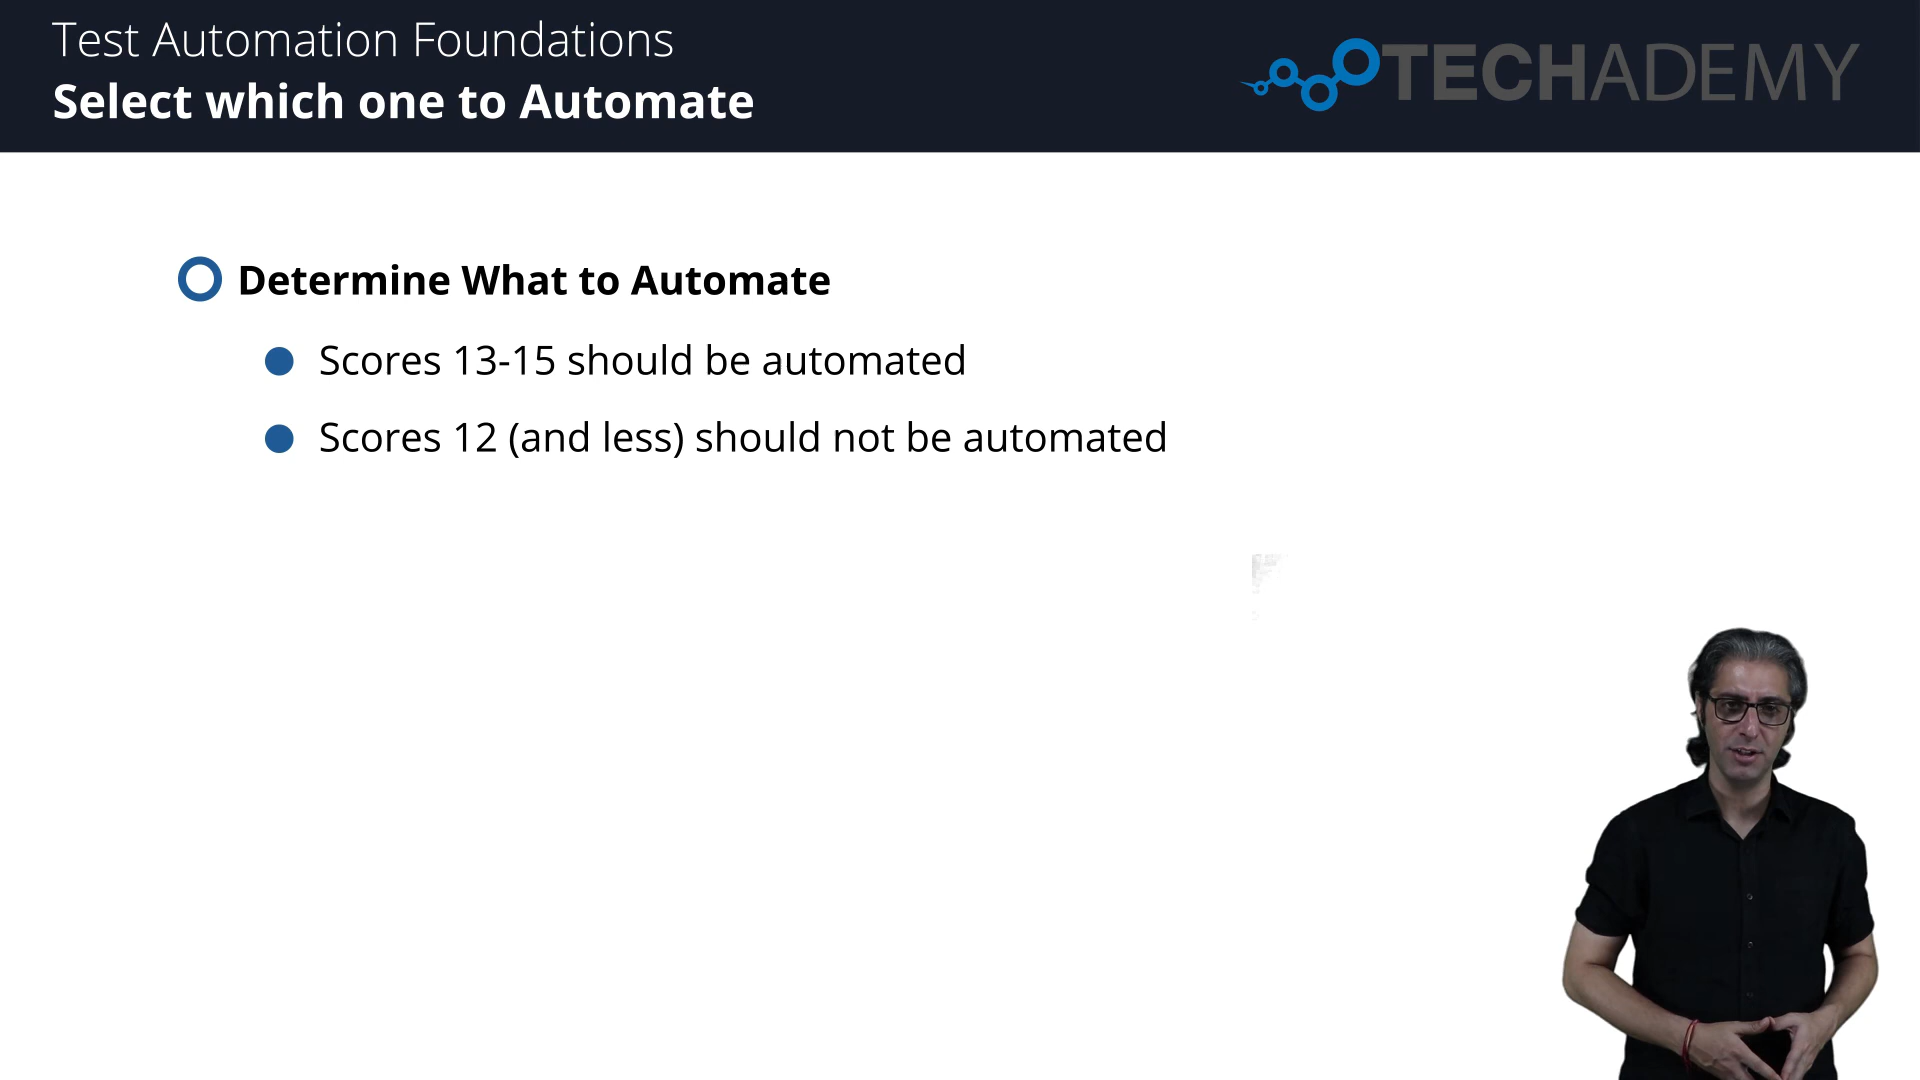 Test Automation Foundations
Select which one to Automate
TECHADEMY
Determine What to Automate
Scores 13-15 should be automated
Scores 12 (and less) should not be automated